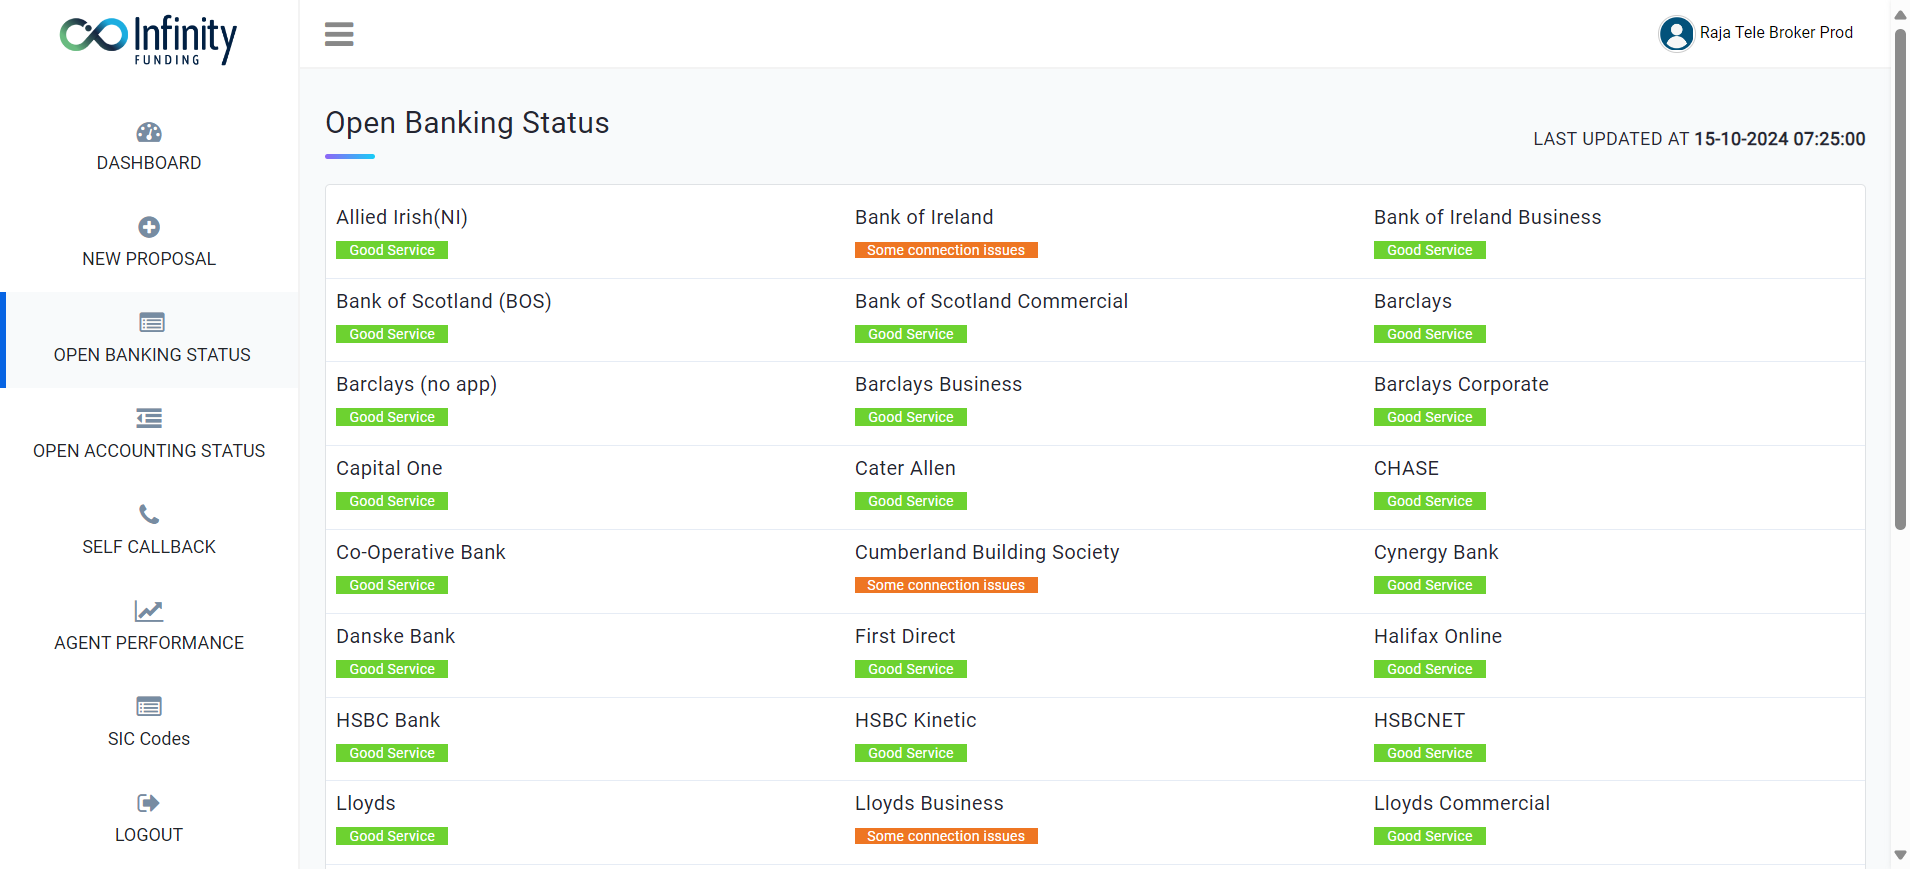 Infinity
FUNDING
Raja Tele Broker Prod
DASHBOARD
NEW PROPOSAL
OPEN BANKING STATUS
OPEN ACCOUNTING STATUS
SELF CALLBACK
AGENT PERFORMANCE
SIC Codes
LOGOUT
Open Banking Status
LAST UPDATED AT 15-10-2024 07:25:00
Allied Irish(NI)
Good Service
Bank of Ireland
Some connection issues
Bank of Ireland Business
Good Service
Bank of Scotland (BOS)
Good Service
Bank of Scotland Commercial
Good Service
Barclays
Good Service
Barclays (no app)
Good Service
Barclays Business
Good Service
Barclays Corporate
Good Service
Capital One
Good Service
Cater Allen
Good Service
CHASE
Good Service
Co-Operative Bank
Good Service
Cumberland Building Society
Some connection issues
Cynergy Bank
Good Service
Danske Bank
Good Service
First Direct
Good Service
Halifax Online
Good Service
HSBC Bank
Good Service
HSBC Kinetic
Good Service
HSBCNET
Good Service
Lloyds
Good Service
Lloyds Business
Some connection issues
Lloyds Commercial
Good Service